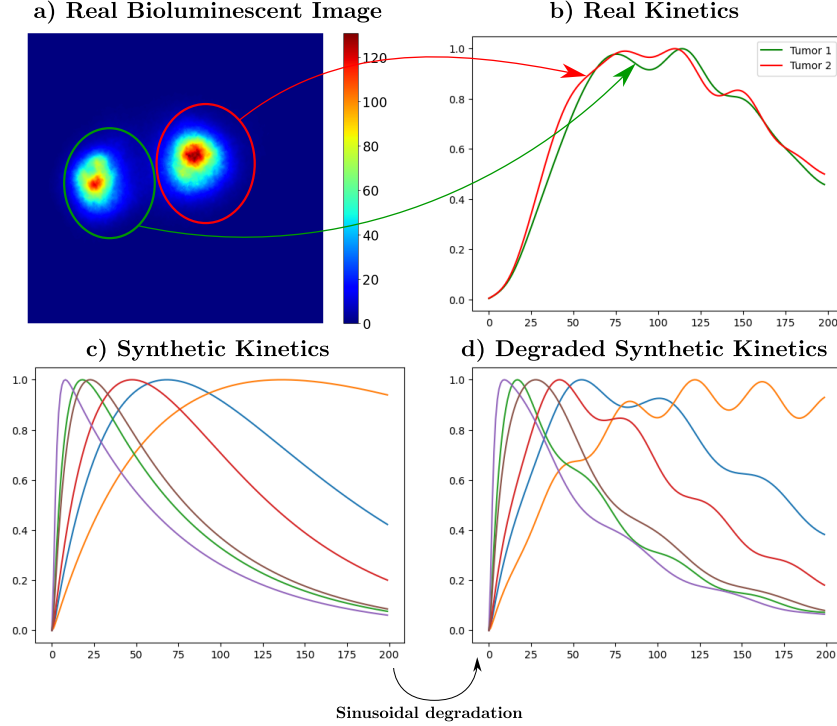 a) Real Bioluminescent Image
b) Real Kinetics
120
100
80
60
40
20
0
1.0
0.8
0.6
0.4
0.2
0.0
Tumor 1
Tumor 2
0 25 50 75 100 125 150 175 200
c) Synthetic Kinetics
d) Degraded Synthetic Kinetics
1.0
0.8
0.6
0.4
0.2
0.0
0 25 50 75 100 125 150 175 200
1.0
0.8
0.6
0.4
0.2
0.0
0 25 50 75 100 125 150 175 200
Sinusoidal degradation